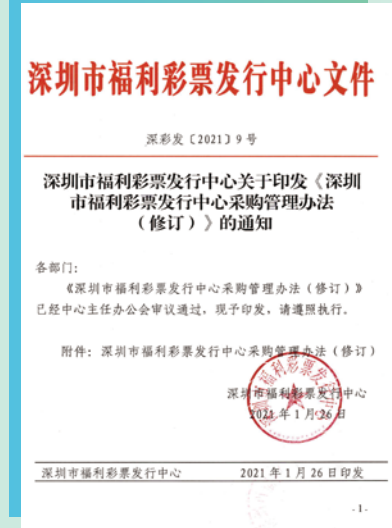 深圳市福利彩票发行中心文件
深彩发〔2021〕9号
深圳市福利彩票发行中心关于印发《深圳
市福利彩票发行中心采购管理办法
（修订）》的通知
各部门：
《深圳市福利彩票发行中心采购管理办法（修订）》
已经中心主任办公会审议通过，现予印发，请遵照执行。
附件：深圳市福利彩票发行中心采购管理办法（修订）
深圳市福利彩票发行中心
2021年1月26日
深圳市福利彩票发行中心
2021年1月26日印发
-1-